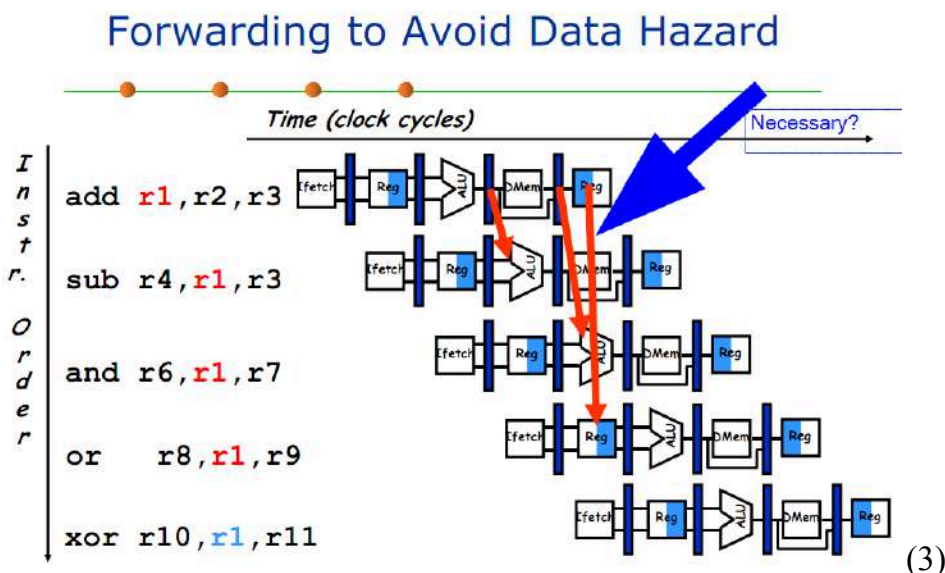 Forwarding to Avoid Data Hazard
Time (clock cycles)
Necessary?
Instr. Order
add r1,r2,r3
Ifetch Reg ALU DMem Reg
sub r4,r1,r3
Ifetch Reg ALU DMem Reg
and r6,r1,r7
Ifetch Reg ALU DMem Reg
or r8,r1,r9
Ifetch Reg ALU DMem Reg
xor r10,r1,r11
Ifetch Reg ALU DMem Reg
(3)